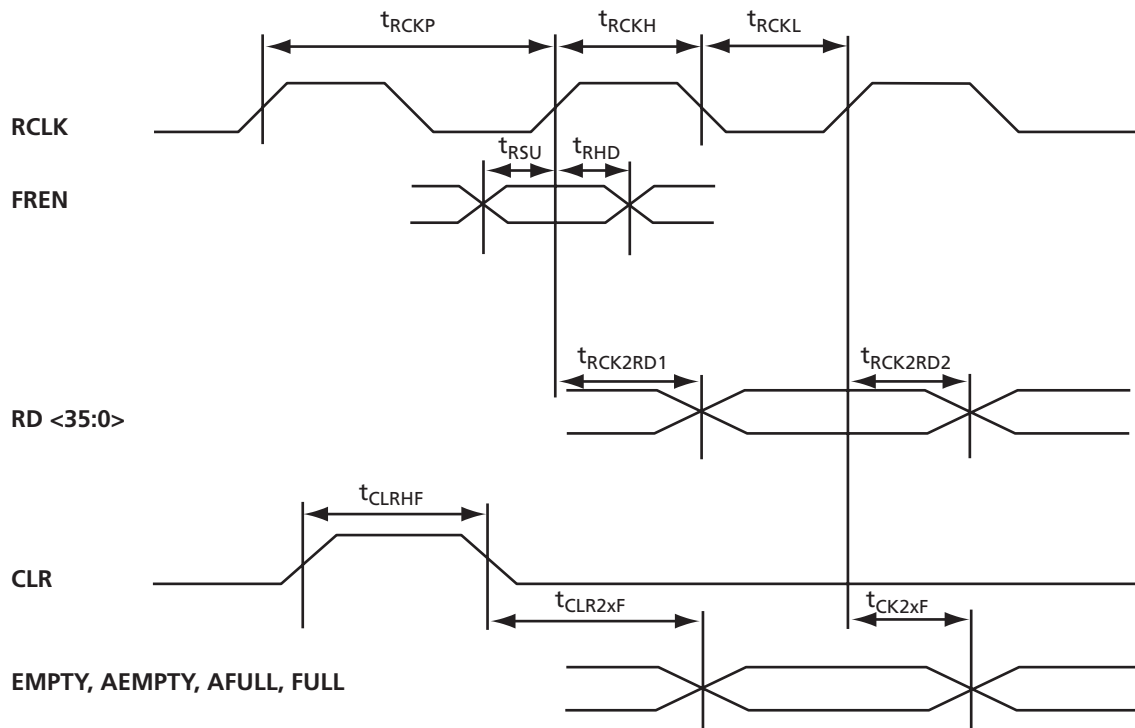 tRCKP tRCKH tRCKL
RCLK
tRSU tRHD
FREN
tRCK2RD1 tRCK2RD2
RD <35:0>
tCLRHF
CLR
tCLR2xF tCK2xF
EMPTY, AEMPTY, AFULL, FULL